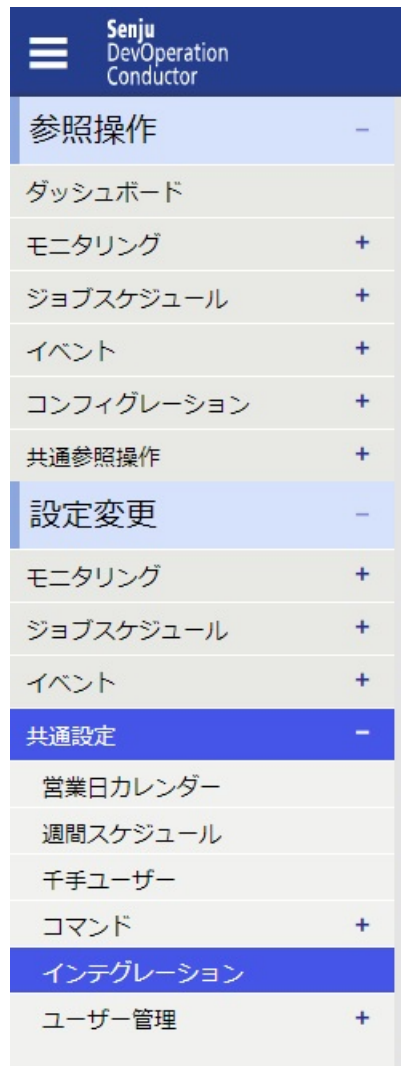 Senju
DevOperation
Conductor
参照操作 −
ダッシュボード
モニタリング +
ジョブスケジュール +
イベント +
コンフィグレーション +
共通参照操作 +
設定変更 −
モニタリング +
ジョブスケジュール +
イベント +
共通設定 −
営業日カレンダー
週間スケジュール
千手ユーザー
コマンド +
インテグレーション
ユーザー管理 +